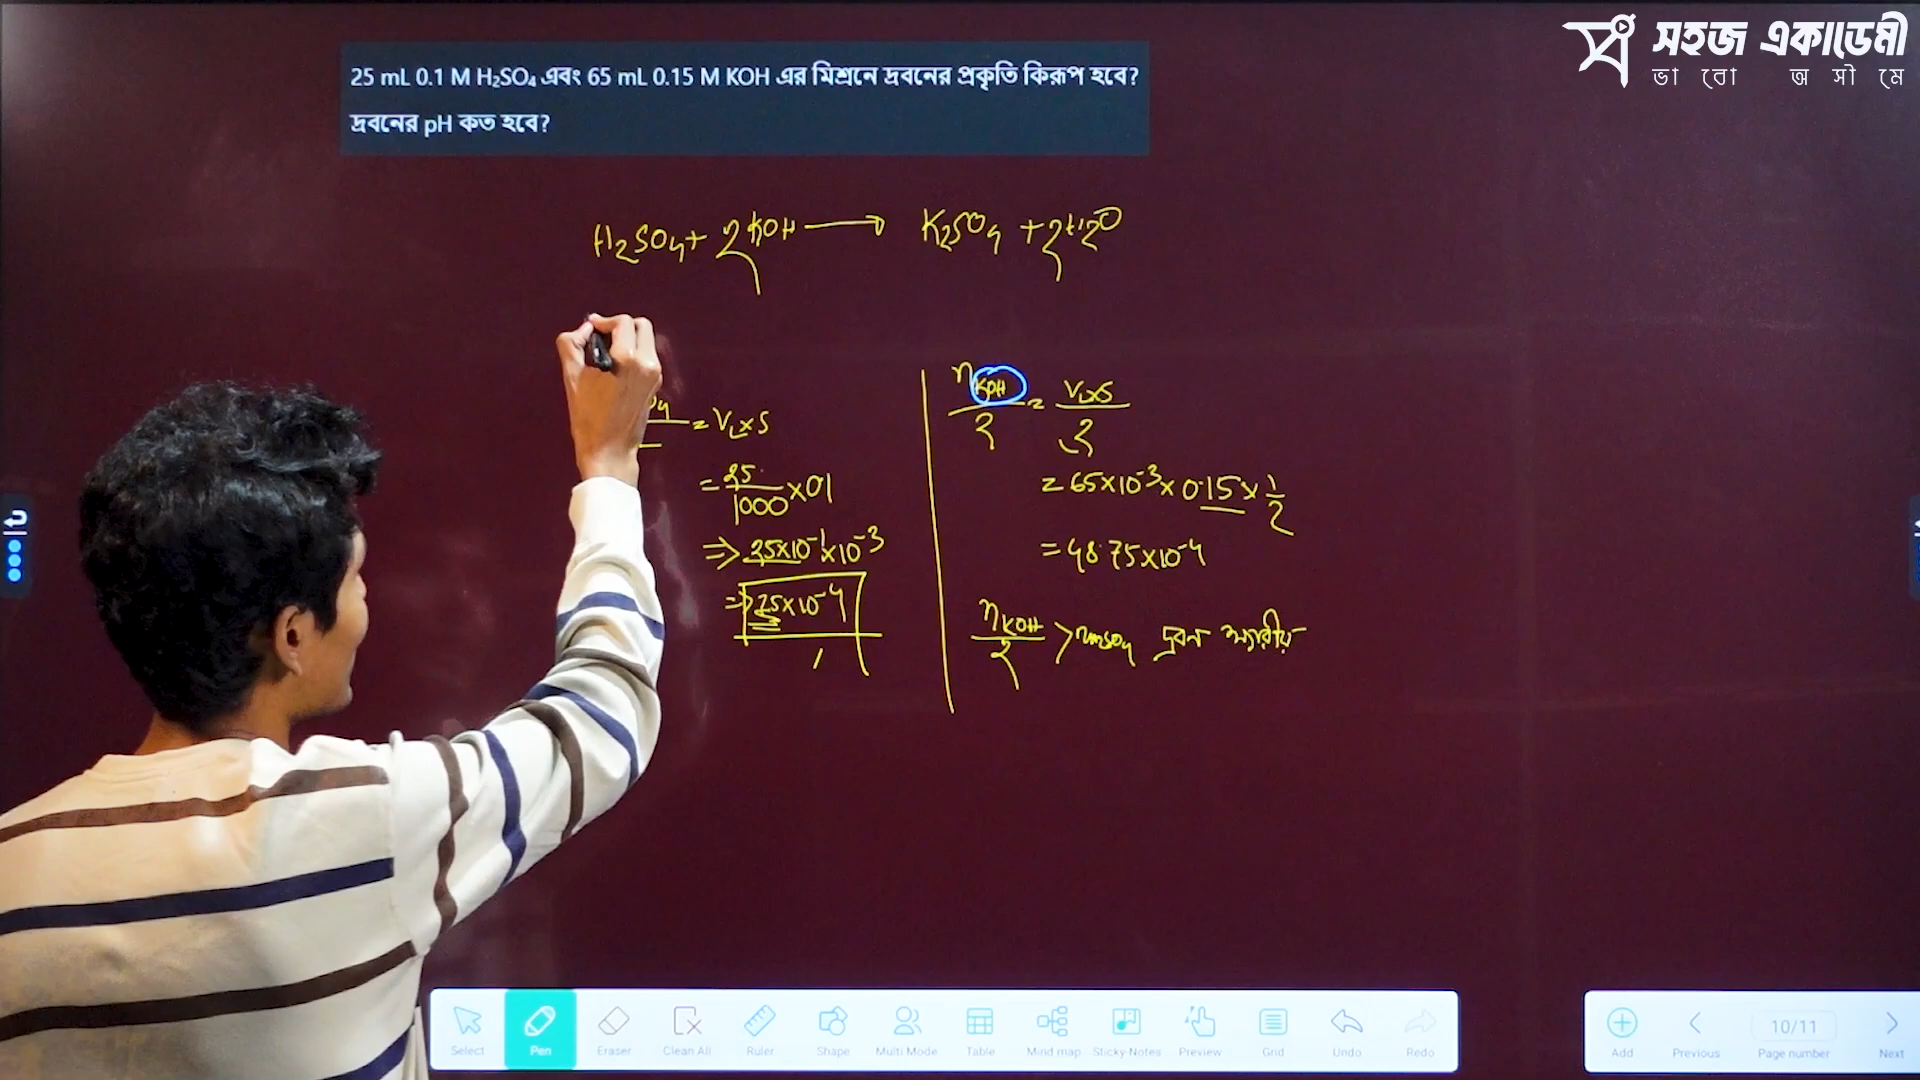 সহজ একাডেমী
ভাবো অসীমে
25 mL 0.1 M H₂SO₄ এবং 65 mL 0.15 M KOH এর মিশ্রনে দ্রবনের প্রকৃতি কিরূপ হবে?
দ্রবনের pH কত হবে?
H₂SO₄ + 2KOH ⟶ K₂SO₄ + 2H₂O
= V_L×S
= 25/1000 ×0.1
⇒ 25×10⁻¹×10⁻³
⇒ 25×10⁻⁴
n_KOH/2 = V_L×S/2
= 65×10⁻³×0.15×1/2
= 48.75×10⁻⁴
n_KOH/2 > দ্রবন ক্ষারীয়
Select
Pen
Eraser
Clean All
Ruler
Shape
Multi Mode
Table
Mind map
Sticky Notes
Preview
Grid
Undo
Redo
Add
Previous
10/11
Page number
Next